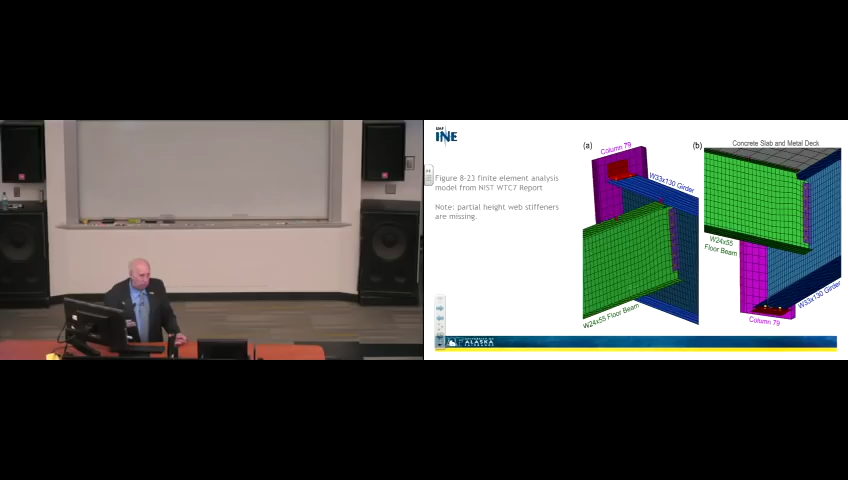 INE
Figure 8-23 finite element analysis
model from NIST WTC7 Report
Note: partial height web stiffeners
are missing.
(a)
Column 79
W33x130 Girder
W24x55 Floor Beam
(b)
Concrete Slab and Metal Deck
W24x55
Floor Beam
W33x130 Girder
Column 79
ALASKA